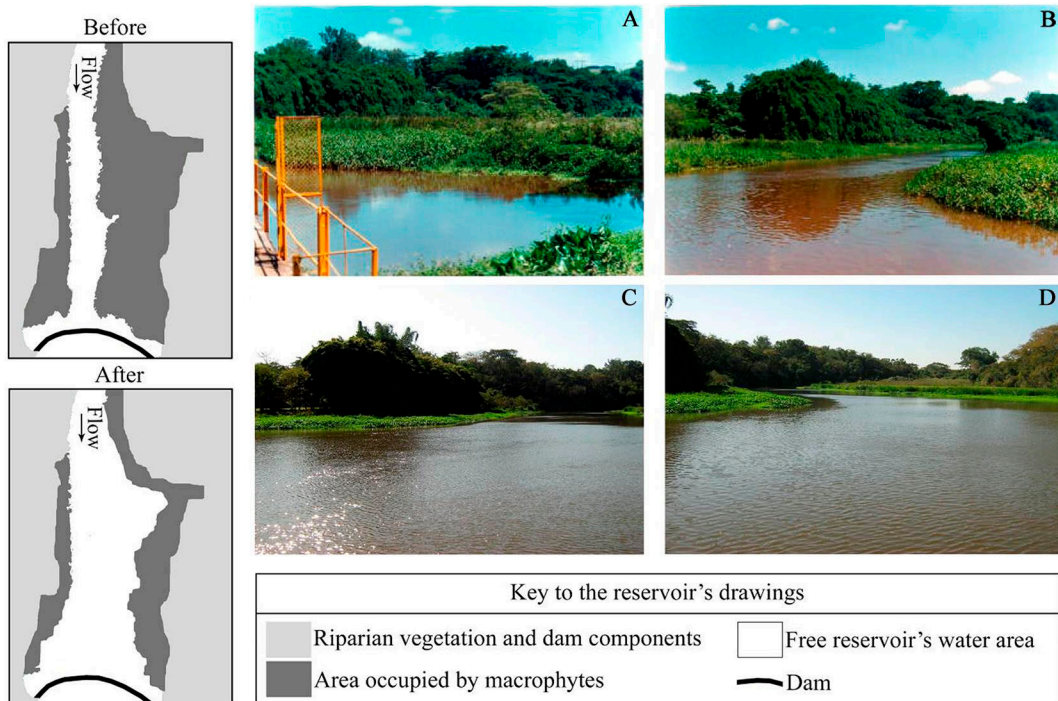 Before
Flow
After
Flow
A
B
C
D
Key to the reservoir's drawings
Riparian vegetation and dam components
Free reservoir's water area
Area occupied by macrophytes
Dam